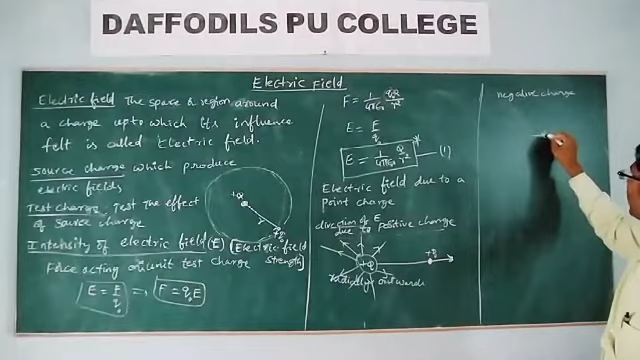 DAFFODILS PU COLLEGE
Electric Field
Electric field The space or region around
a charge upto which its influence
felt is called Electric field.
Source charge which produce
electric fields
Test charge Test the effect
of source charge
+Q
r
+q₀
Intensity of electric field (E) [Electric field
Strength]
Force acting on unit test charge
E = F/q₀ => F = q₀E
F = 1/4πε₀ Qq₀/r²
E = F/q₀
E = 1/4πε₀ Q/r² (1)
Electric field due to a
point charge
direction of E
due to positive charge
+Q
+q₀
radially outwards
negative charge